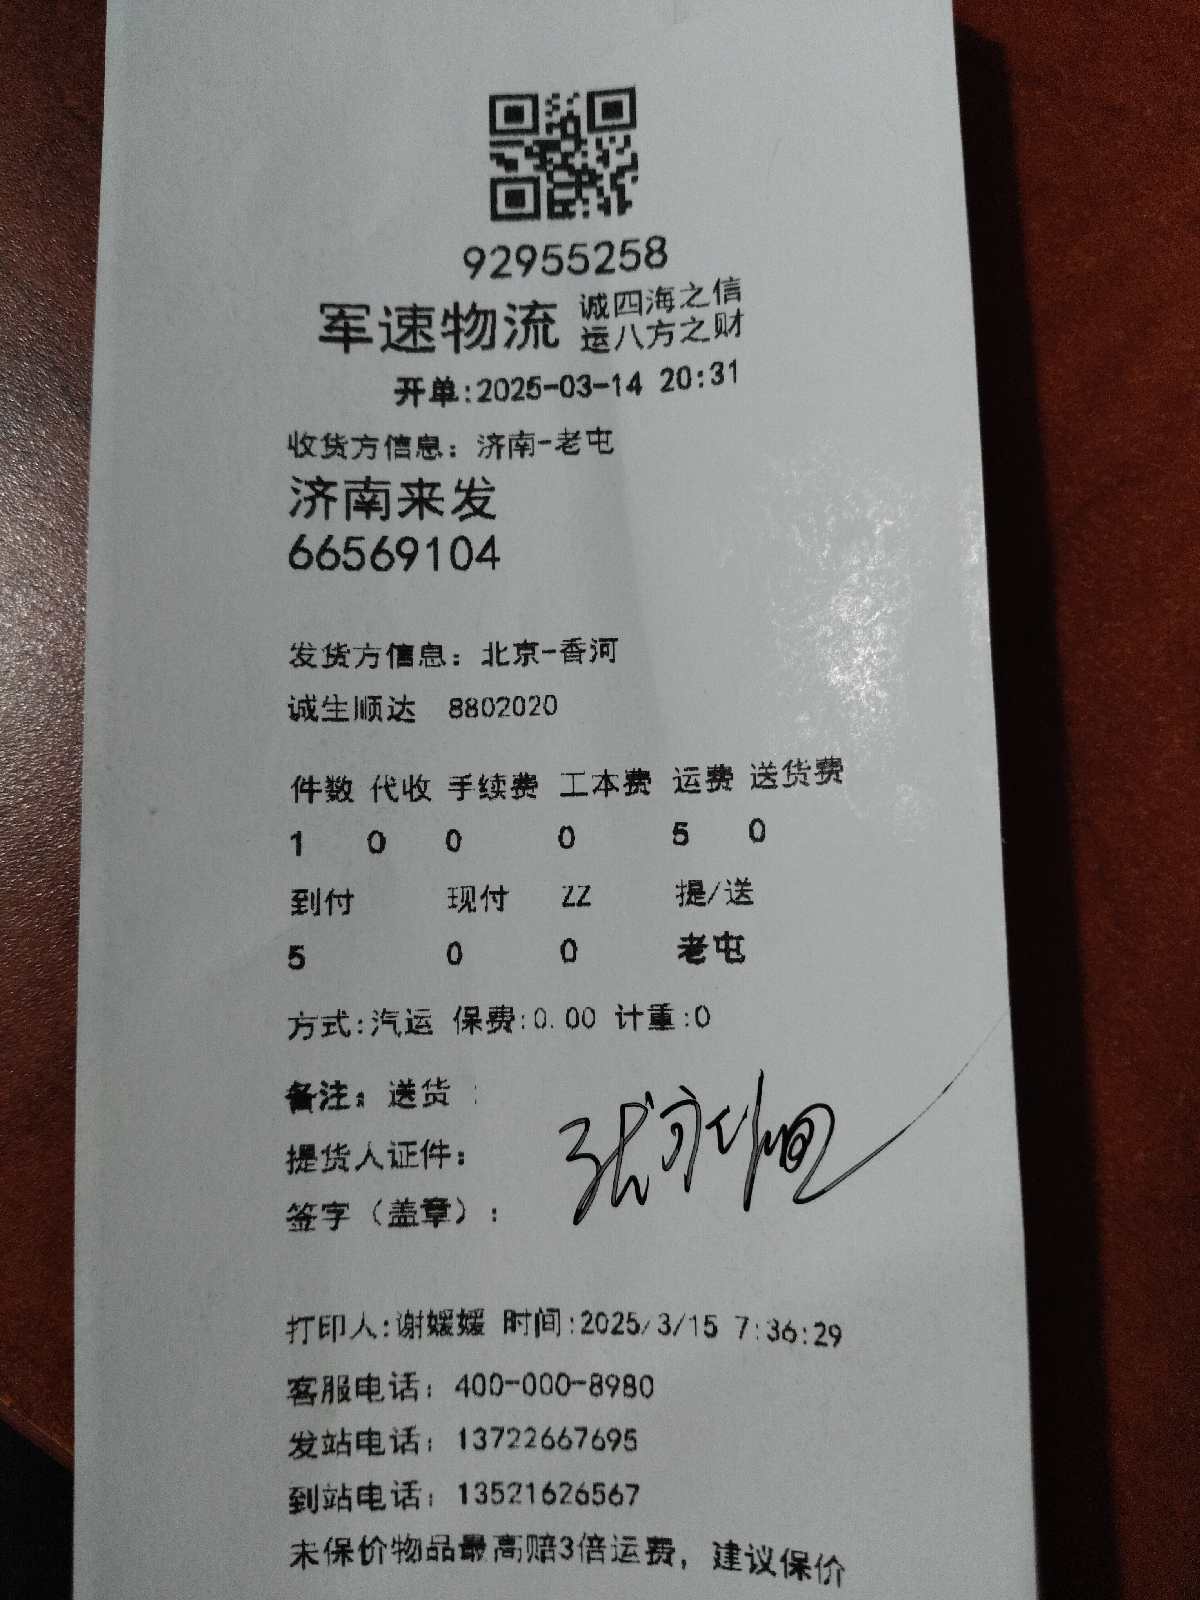 92955258
军速物流 诚四海之信
运八方之财
开单:2025-03-14 20:31
收货方信息：济南-老屯
济南来发
66569104
发货方信息：北京-香河
诚生顺达 8802020
件数 代收 手续费 工本费 运费 送货费
1 0 0 0 5 0
到付 现付 ZZ 提/送
5 0 0 老屯
方式:汽运 保费:0.00 计重:0
备注：送货
提货人证件：
签字（盖章）：
打印人:谢媛媛 时间:2025/3/15 7:36:29
客服电话：400-000-8980
发站电话：13722667695
到站电话：13521626567
未保价物品最高赔3倍运费，建议保价